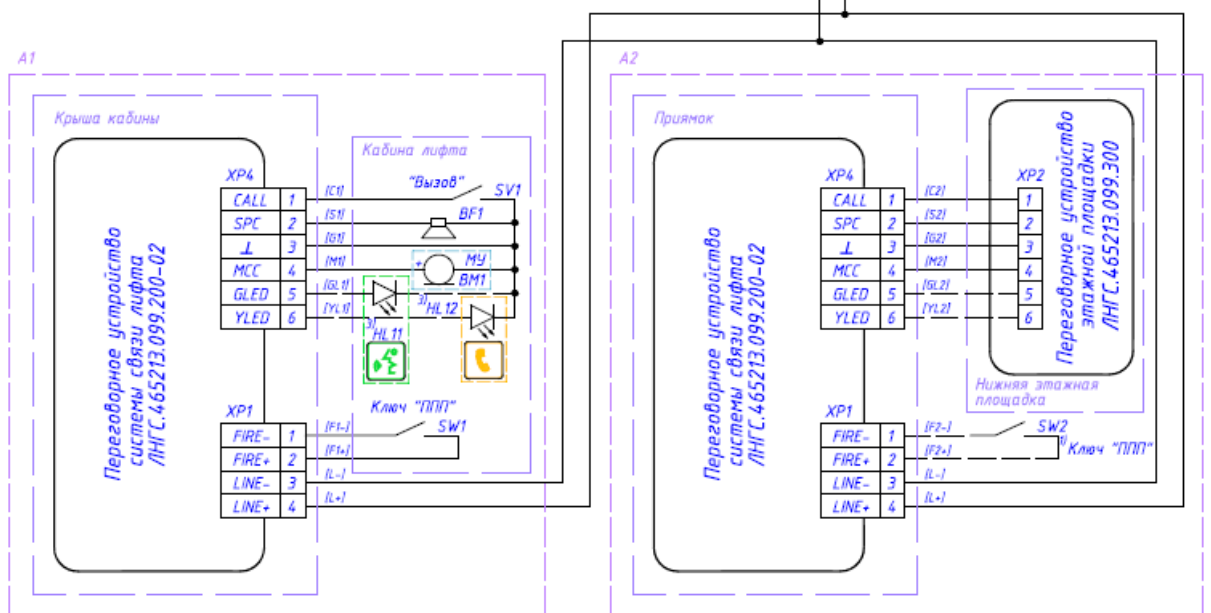 A1
A2
Крыша кабины
Кабина лифта
Переговорное устройство
системы связи лифта
ЛНГС.465213.099.200-02
XP4
CALL 1 [C1]
SPC 2 [S1]
⊥ 3 [G1]
MCC 4 [M1]
GLED 5 [GL1]
YLED 6 [YL1]
"Вызов"
SV1
BF1
+ МУ
BM1
3) HL12
3) HL11
XP1
FIRE- 1 [F1-]
FIRE+ 2 [F1+]
LINE- 3 [L-]
LINE+ 4 [L+]
Ключ "ППП"
SW1
Приямок
Переговорное устройство
системы связи лифта
ЛНГС.465213.099.200-02
XP4
CALL 1 [C2]
SPC 2 [S2]
⊥ 3 [G2]
MCC 4 [M2]
GLED 5 [GL2]
YLED 6 [YL2]
XP2
1
2
3
4
5
6
Переговорное устройство
этажной площадки
ЛНГС.465213.099.300
Нижняя этажная
площадка
XP1
FIRE- 1 [F2-]
FIRE+ 2 [F2+]
LINE- 3 [L-]
LINE+ 4 [L+]
SW2
1) Ключ "ППП"